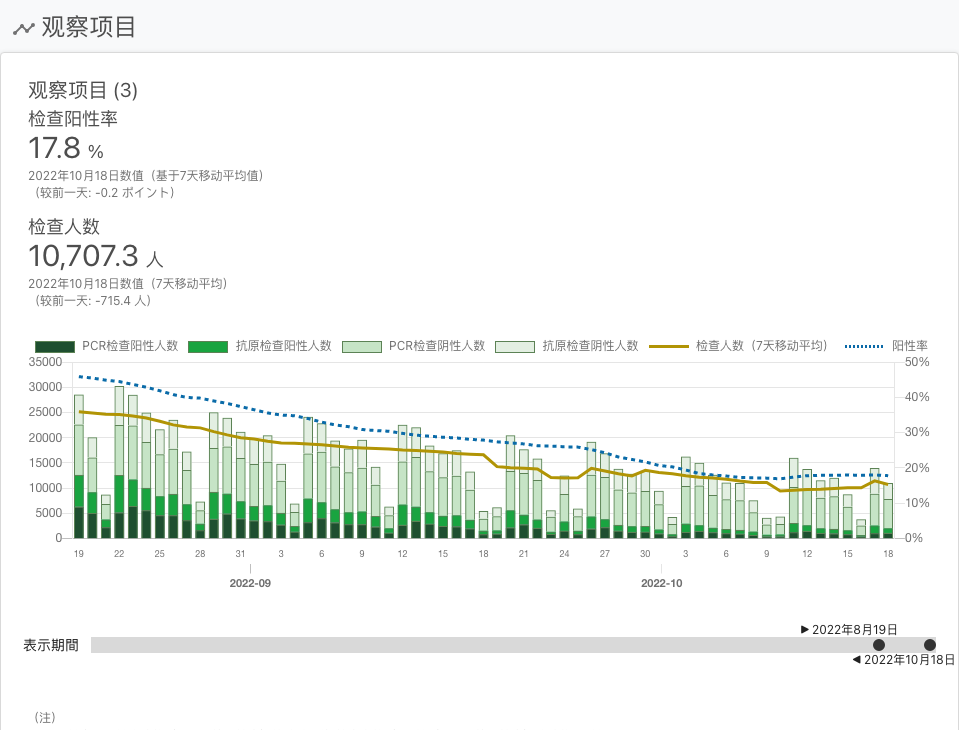 观察项目
观察项目 (3)
检查阳性率
17.8 %
2022年10月18日数值（基于7天移动平均值）
（较前一天: -0.2 ポイント）
检查人数
10,707.3 人
2022年10月18日数值（7天移动平均）
（较前一天: -715.4 人）
PCR检查阳性人数 抗原检查阳性人数 PCR检查阴性人数 抗原检查阴性人数 检查人数（7天移动平均） 阳性率
35000 50%
30000 40%
25000 30%
20000
15000 20%
10000 10%
5000
0 0%
19 22 25 28 31 3 6 9 12 15 18 21 24 27 30 3 6 9 12 15 18
2022-09 2022-10
►2022年8月19日
表示期間
◄2022年10月18日
（注）